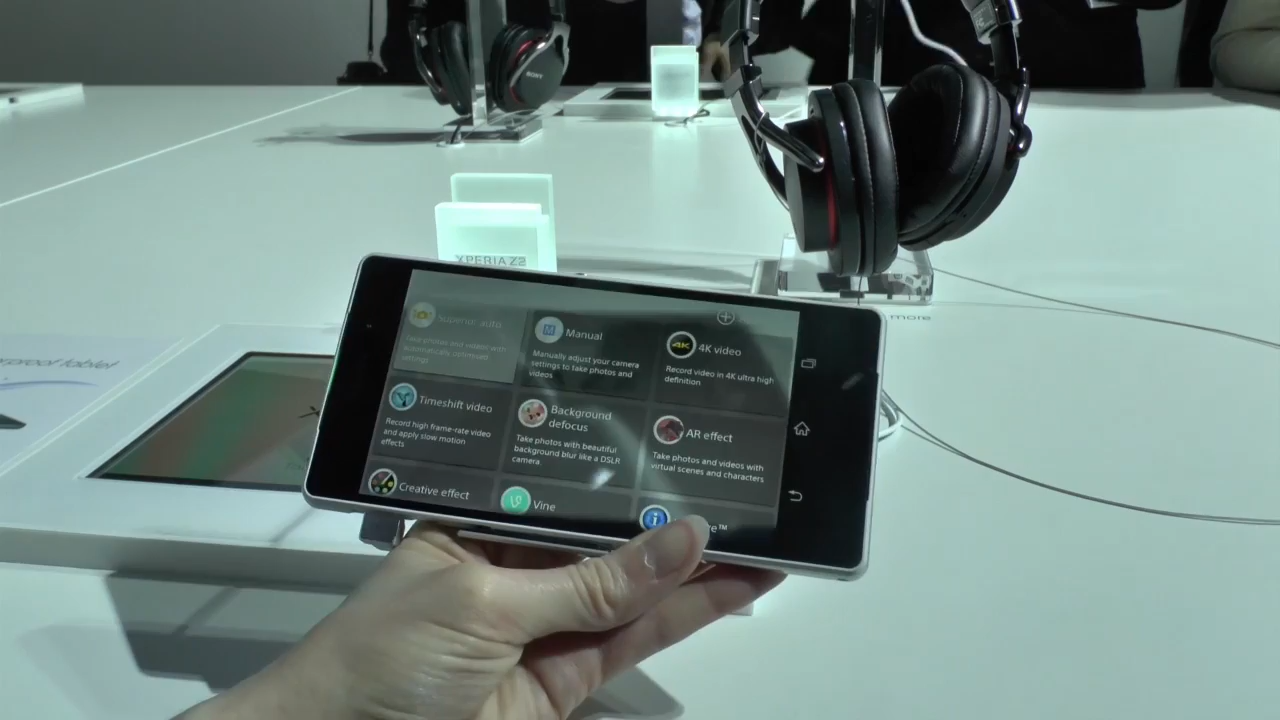 SONY
XPERIA Z2
more
Superior auto
Take photos and videos with
automatically optimised
settings
Manual
Manually adjust your camera
settings to take photos and
videos
4K
4K video
Record video in 4K ultra high
definition
Timeshift video
Record high frame-rate video
and apply slow motion
effects
Background
defocus
Take photos with beautiful
background blur like a DSLR
camera
AR effect
Take photos and videos with
virtual scenes and characters
Creative effect
Vine
tablet